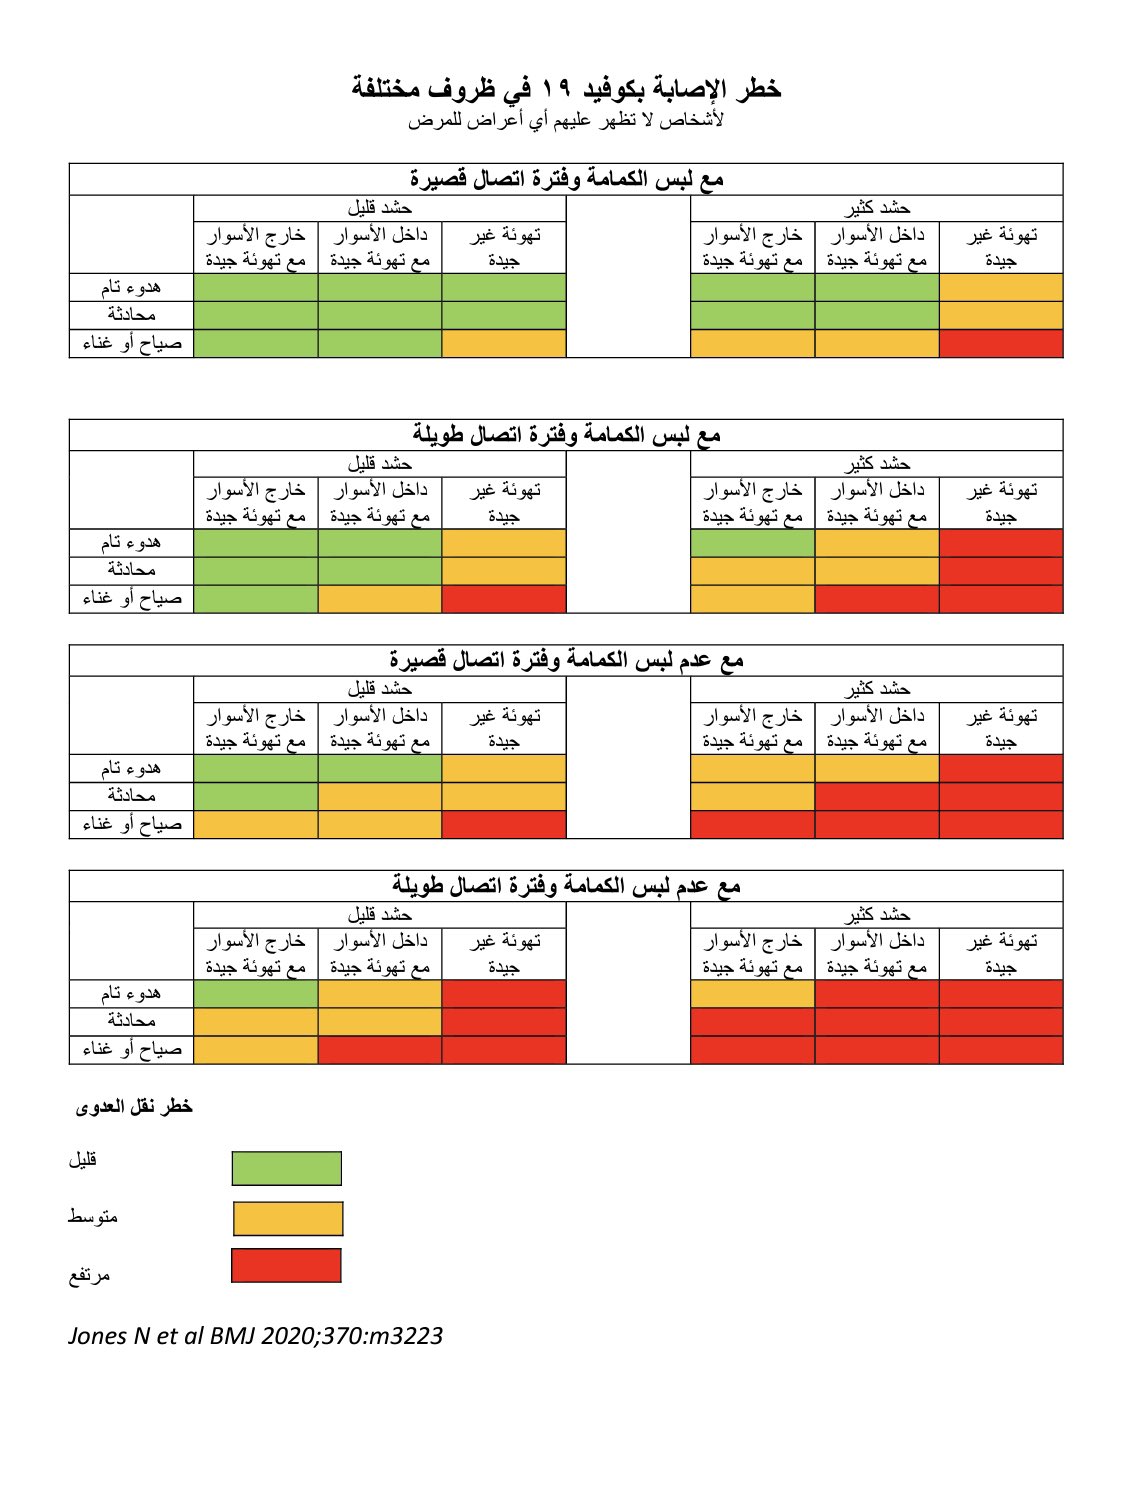 خطر الإصابة بكوفيد ١٩ في ظروف مختلفة
لأشخاص لا تظهر عليهم أي أعراض للمرض
مع لبس الكمامة وفترة اتصال قصيرة
حشد قليل
حشد كثير
خارج الأسوار مع تهوئة جيدة
داخل الأسوار مع تهوئة جيدة
تهوئة غير جيدة
خارج الأسوار مع تهوئة جيدة
داخل الأسوار مع تهوئة جيدة
تهوئة غير جيدة
هدوء تام
محادثة
صياح أو غناء
مع لبس الكمامة وفترة اتصال طويلة
حشد قليل
حشد كثير
خارج الأسوار مع تهوئة جيدة
داخل الأسوار مع تهوئة جيدة
تهوئة غير جيدة
خارج الأسوار مع تهوئة جيدة
داخل الأسوار مع تهوئة جيدة
تهوئة غير جيدة
هدوء تام
محادثة
صياح أو غناء
مع عدم لبس الكمامة وفترة اتصال قصيرة
حشد قليل
حشد كثير
خارج الأسوار مع تهوئة جيدة
داخل الأسوار مع تهوئة جيدة
تهوئة غير جيدة
خارج الأسوار مع تهوئة جيدة
داخل الأسوار مع تهوئة جيدة
تهوئة غير جيدة
هدوء تام
محادثة
صياح أو غناء
مع عدم لبس الكمامة وفترة اتصال طويلة
حشد قليل
حشد كثير
خارج الأسوار مع تهوئة جيدة
داخل الأسوار مع تهوئة جيدة
تهوئة غير جيدة
خارج الأسوار مع تهوئة جيدة
داخل الأسوار مع تهوئة جيدة
تهوئة غير جيدة
هدوء تام
محادثة
صياح أو غناء
خطر نقل العدوى
قليل
متوسط
مرتفع
Jones N et al BMJ 2020;370:m3223